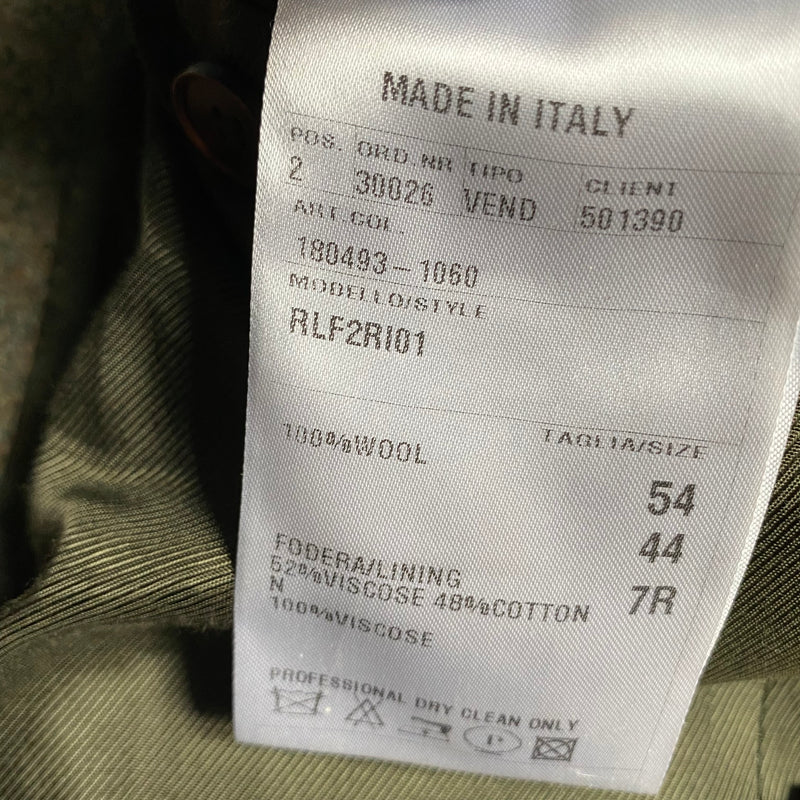 MADE IN ITALY
POS. ORD NR TIPO CLIENT
2 30026 VEND 501390
ART.COL.
180493-1060
MODELLO/STYLE
RLF2RI01
100%WOOL TAGLIA/SIZE
54
44
7R
FODERA/LINING
52%VISCOSE 48%COTTON
N
100%VISCOSE
PROFESSIONAL DRY CLEAN ONLY
P